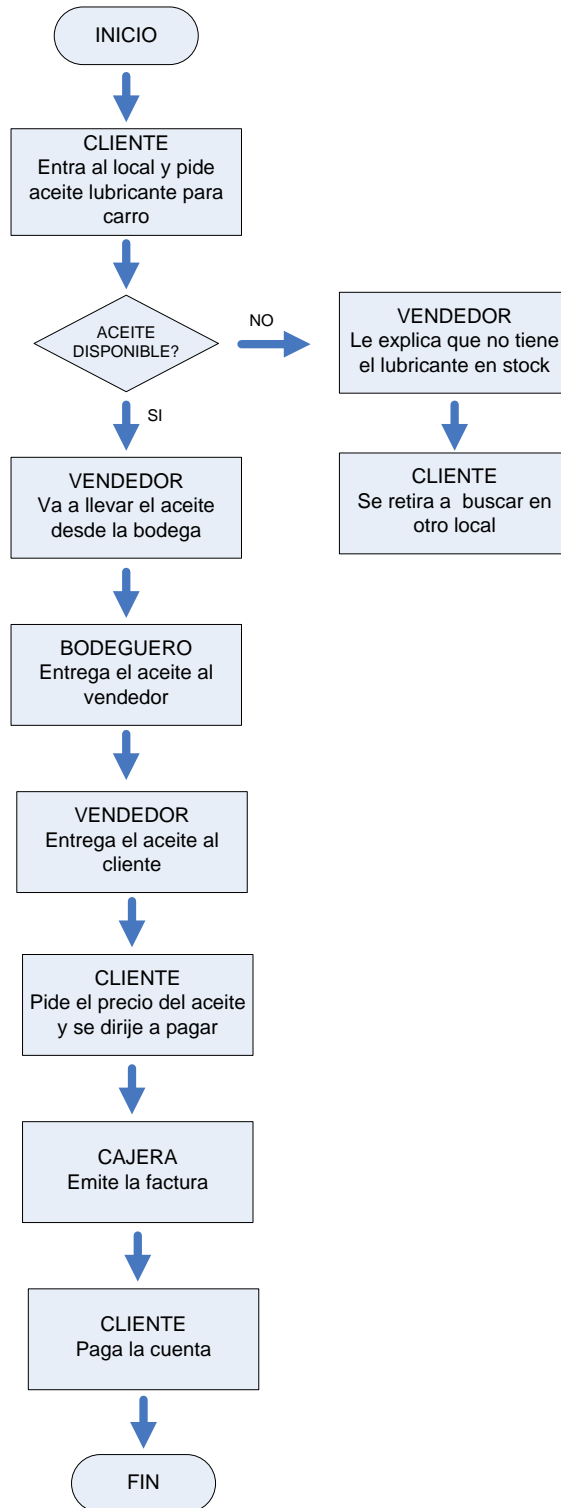 INICIO
CLIENTE
Entra al local y pide
aceite lubricante para
carro
ACEITE
DISPONIBLE?
NO
VENDEDOR
Le explica que no tiene
el lubricante en stock
SI
CLIENTE
Se retira a  buscar en
otro local
VENDEDOR
Va a llevar el aceite
desde la bodega
BODEGUERO
Entrega el aceite al
vendedor
VENDEDOR
Entrega el aceite al
cliente
CLIENTE
Pide el precio del aceite
y se dirije a pagar
CAJERA
Emite la factura
CLIENTE
Paga la cuenta
FIN